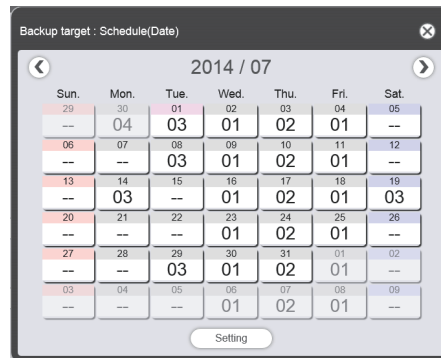 Backup target : Schedule(Date)
2014 / 07
Sun. Mon. Tue. Wed. Thu. Fri. Sat.
29 30 01 02 03 04 05
-- 04 03 01 02 01 --
06 07 08 09 10 11 12
-- -- 03 01 02 01 --
13 14 15 16 17 18 19
-- 03 -- 01 02 01 03
20 21 22 23 24 25 26
-- -- -- 01 02 01 --
27 28 29 30 31 01 02
-- -- 03 01 02 01 --
03 04 05 06 07 08 09
-- -- -- 01 02 01 --
Setting